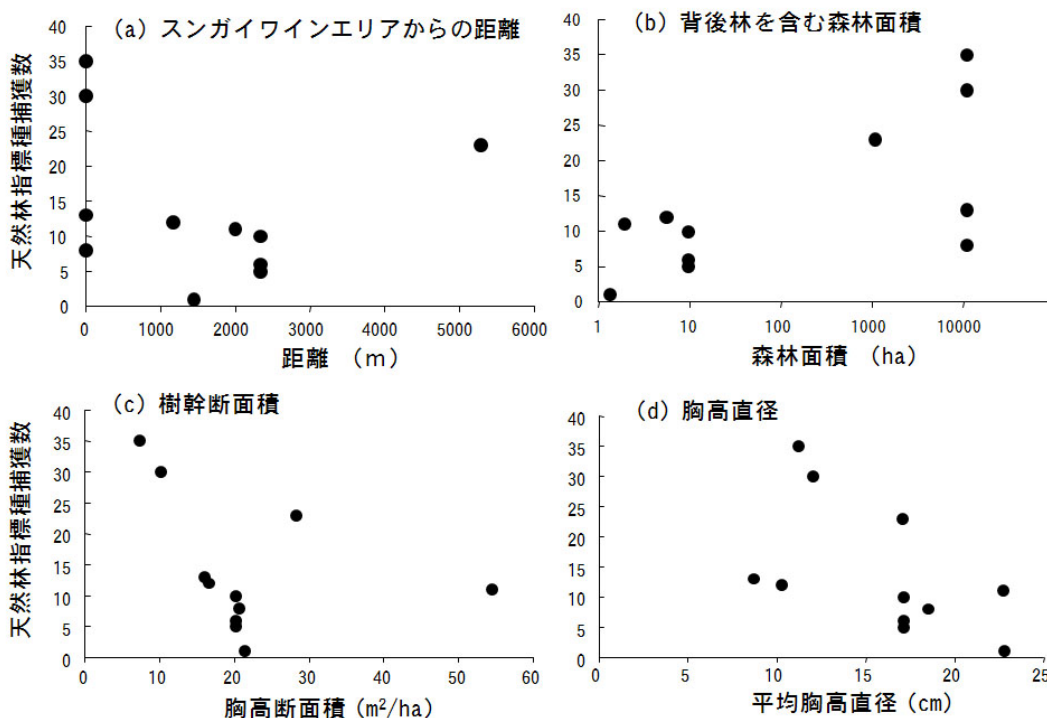 (a) スンガイワインエリアからの距離
天然林指標種捕獲数
40
35
30
25
20
15
10
5
0
0 1000 2000 3000 4000 5000 6000
距離 (m)
(b) 背後林を含む森林面積
40
35
30
25
20
15
10
5
0
1 10 100 1000 10000
森林面積 (ha)
(c) 樹幹断面積
天然林指標種捕獲数
40
35
30
25
20
15
10
5
0
0 10 20 30 40 50 60
胸高断面積 (m²/ha)
(d) 胸高直径
40
35
30
25
20
15
10
5
0
0 5 10 15 20 25
平均胸高直径 (cm)